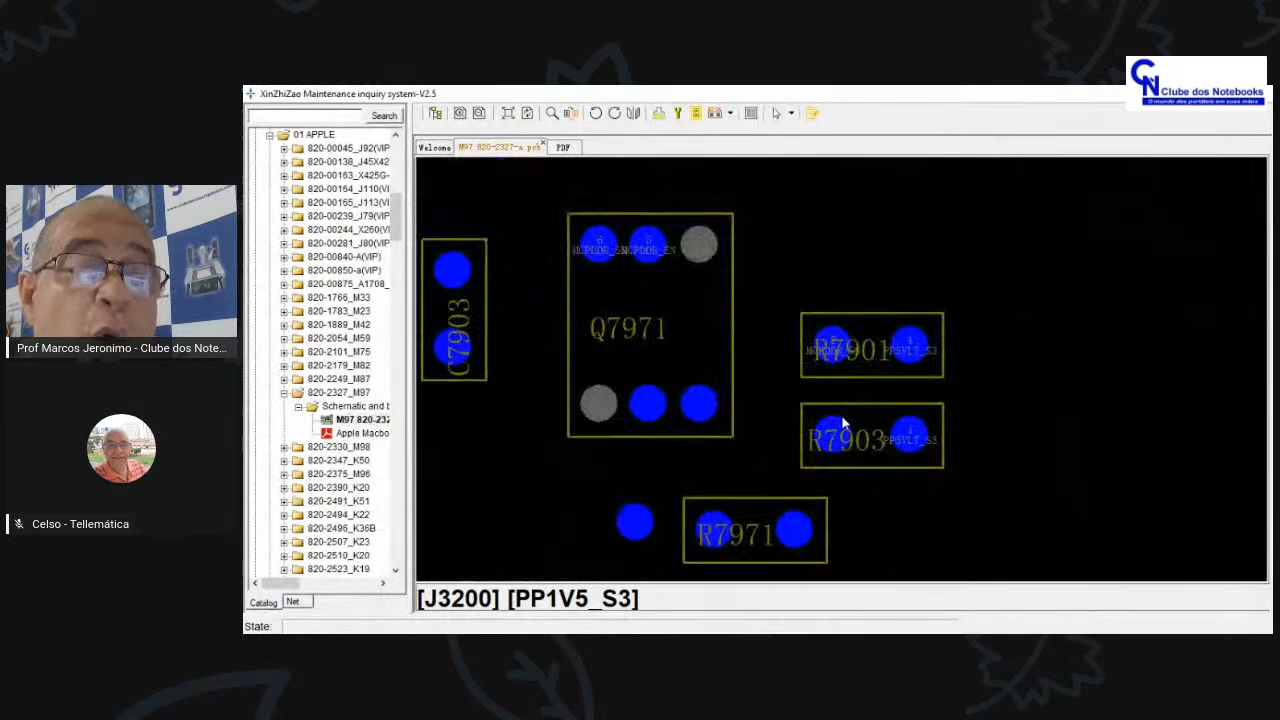 CN Clube dos Notebooks
O mundo dos portáteis em suas mãos
XinZhiZao Maintenance inquiry system-V2.5
Search
Welcome
M97 820-2327-a.pcb
PDF
01 APPLE
820-00045_J92(VIP
820-00138_J45X42
820-00163_X425G-
820-00164_J110(VI
820-00165_J113(VI
820-00239_J79(VIP
820-00244_X260(VI
820-00281_J80(VIP
820-00840-A(VIP)
820-00850-a(VIP)
820-00875_A1708_
820-1766_M33
820-1783_M23
820-1889_M42
820-2054_M59
820-2101_M75
820-2179_M82
820-2249_M87
820-2327_M97
Schematic and b
M97 820-232
Apple Macbo
820-2330_M98
820-2347_K50
820-2375_M96
820-2390_K20
820-2491_K51
820-2494_K22
820-2496_K36B
820-2507_K23
820-2510_K20
820-2523_K19
Catalog
Net
State:
C7903
MCPDDR_EN
Q7971
R7901
R7903
R7971
[J3200] [PP1V5_S3]
Prof Marcos Jeronimo - Clube dos Note...
Celso - Tellemática